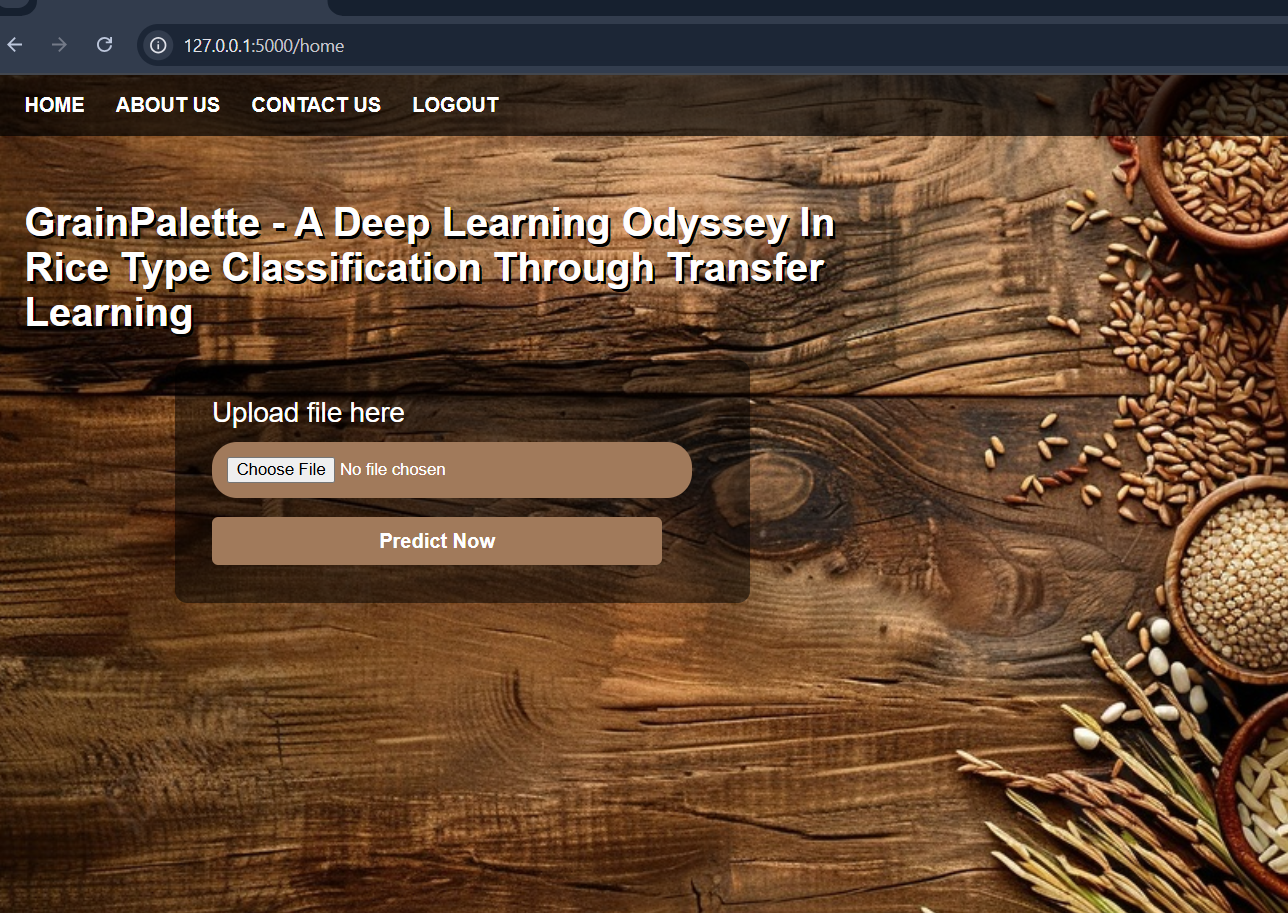 127.0.0.1:5000/home
HOME ABOUT US CONTACT US LOGOUT
GrainPalette - A Deep Learning Odyssey In
Rice Type Classification Through Transfer
Learning
Upload file here
Choose File No file chosen
Predict Now